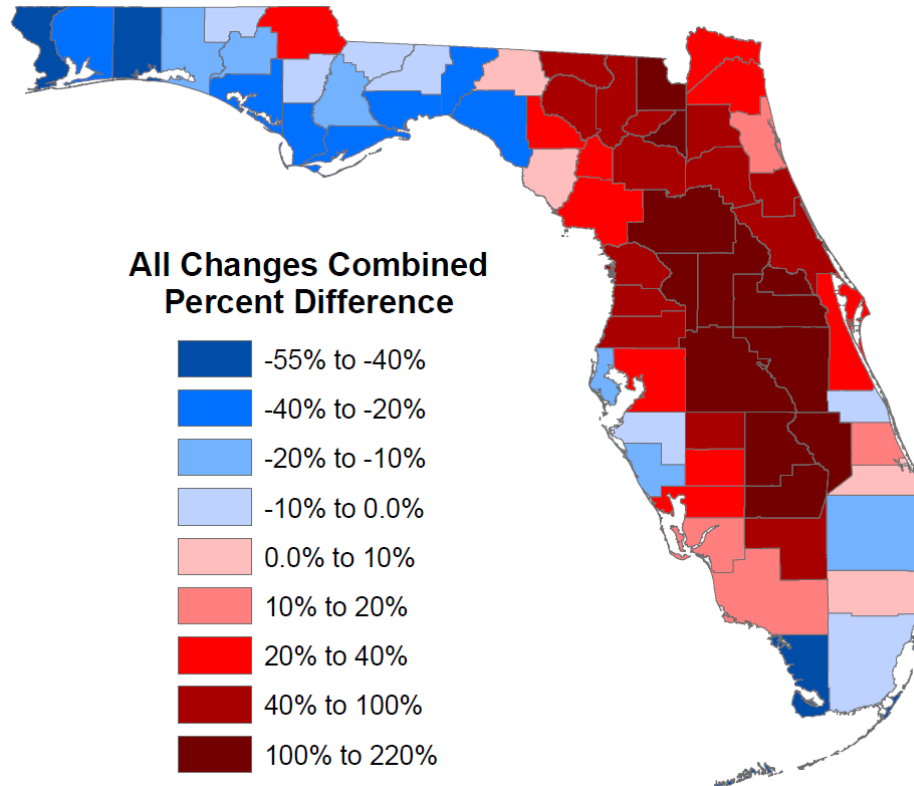 All Changes Combined
Percent Difference
-55% to -40%
-40% to -20%
-20% to -10%
-10% to 0.0%
0.0% to 10%
10% to 20%
20% to 40%
40% to 100%
100% to 220%